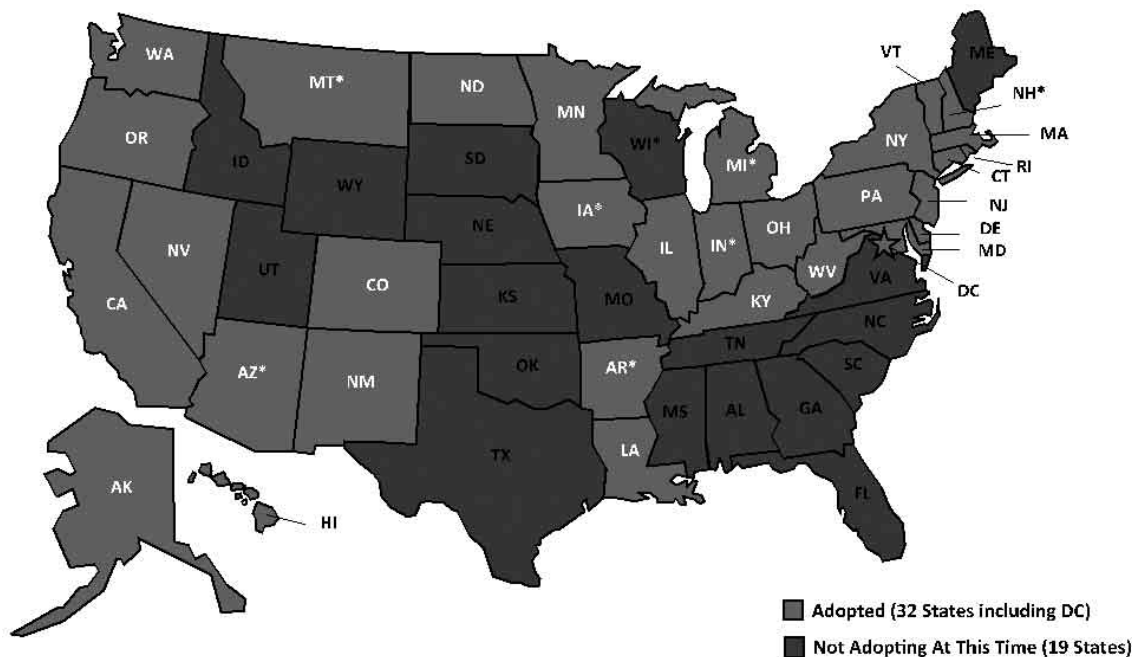 WA
MT*
ND
MN
VT
ME
NH*
OR
ID
SD
WI*
MI*
NY
MA
WY
RI
CT
IA*
PA
NJ
NE
OH
DE
NV
UT
IL
IN*
MD
CO
WV
VA
DC
CA
KS
MO
KY
NC
TN
AZ*
NM
OK
AR*
SC
MS
AL
GA
TX
LA
AK
FL
HI
Adopted (32 States including DC)
Not Adopting At This Time (19 States)